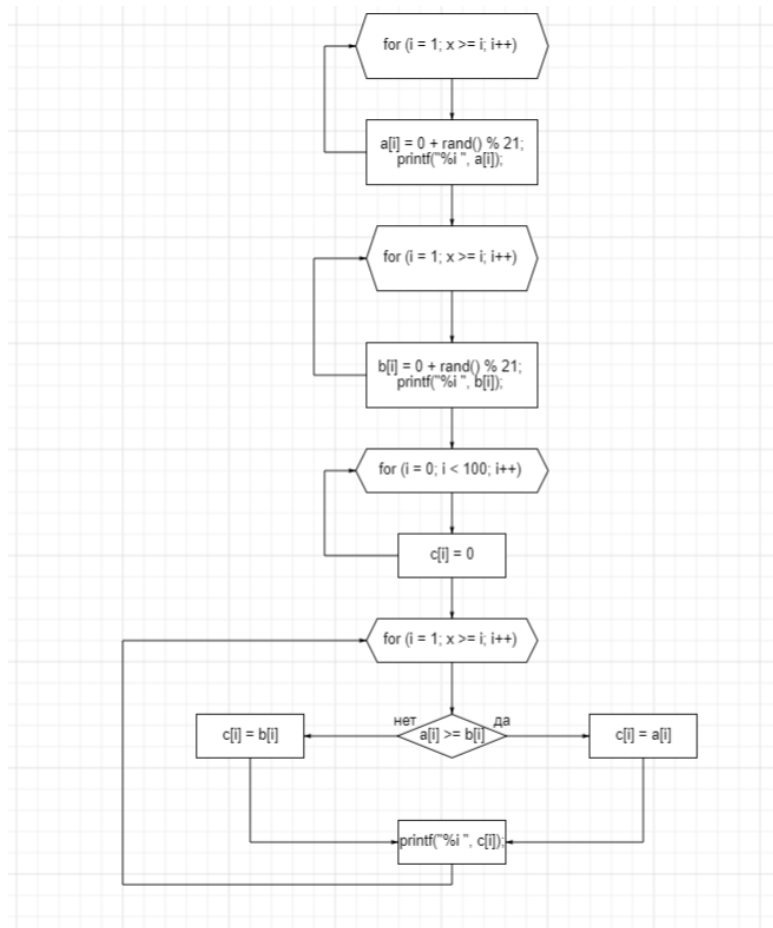 for (i = 1; x >= i; i++)
a[i] = 0 + rand() % 21;
printf("%i ", a[i]);
for (i = 1; x >= i; i++)
b[i] = 0 + rand() % 21;
printf("%i ", b[i]);
for (i = 0; i < 100; i++)
c[i] = 0
for (i = 1; x >= i; i++)
нет
да
c[i] = b[i]
a[i] >= b[i]
c[i] = a[i]
printf("%i ", c[i]);